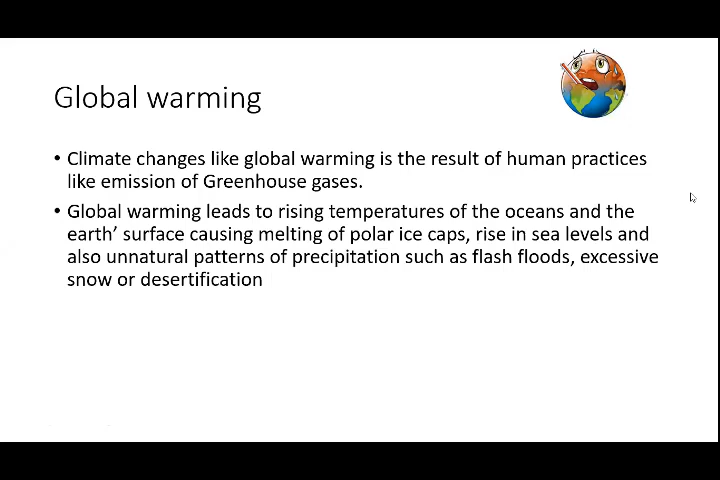 Global warming
• Climate changes like global warming is the result of human practices
like emission of Greenhouse gases.
• Global warming leads to rising temperatures of the oceans and the
earth’ surface causing melting of polar ice caps, rise in sea levels and
also unnatural patterns of precipitation such as flash floods, excessive
snow or desertification